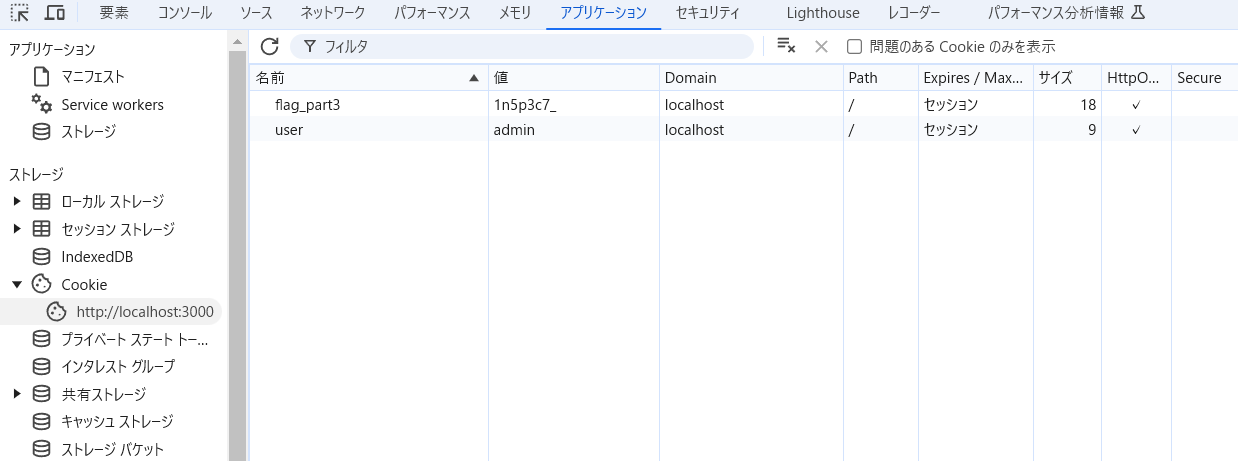 要素 コンソール ソース ネットワーク パフォーマンス メモリ アプリケーション セキュリティ Lighthouse レコーダー パフォーマンス分析情報
アプリケーション
マニフェスト
Service workers
ストレージ
ストレージ
ローカル ストレージ
セッション ストレージ
IndexedDB
Cookie
http://localhost:3000
プライベート ステート トー...
インタレスト グループ
共有ストレージ
キャッシュ ストレージ
ストレージ バケット
フィルタ 問題のある Cookie のみを表示
名前 値 Domain Path Expires / Max... サイズ HttpO... Secure
flag_part3 1n5p3c7_ localhost / セッション 18 ✓
user admin localhost / セッション 9 ✓